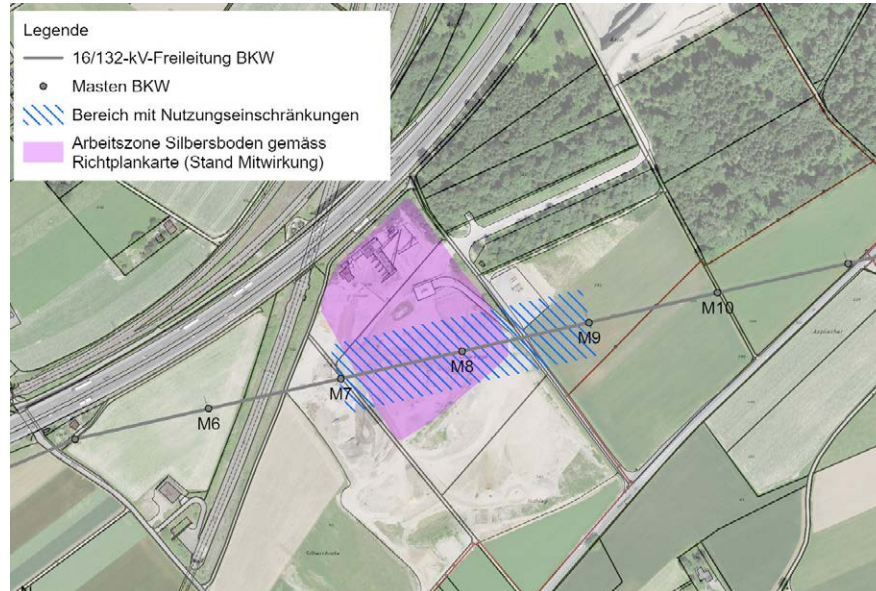 Legende
16/132-kV-Freileitung BKW
Masten BKW
Bereich mit Nutzungseinschränkungen
Arbeitszone Silbersboden gemäss
Richtplankarte (Stand Mitwirkung)
M10
M9
M8
M7
M6